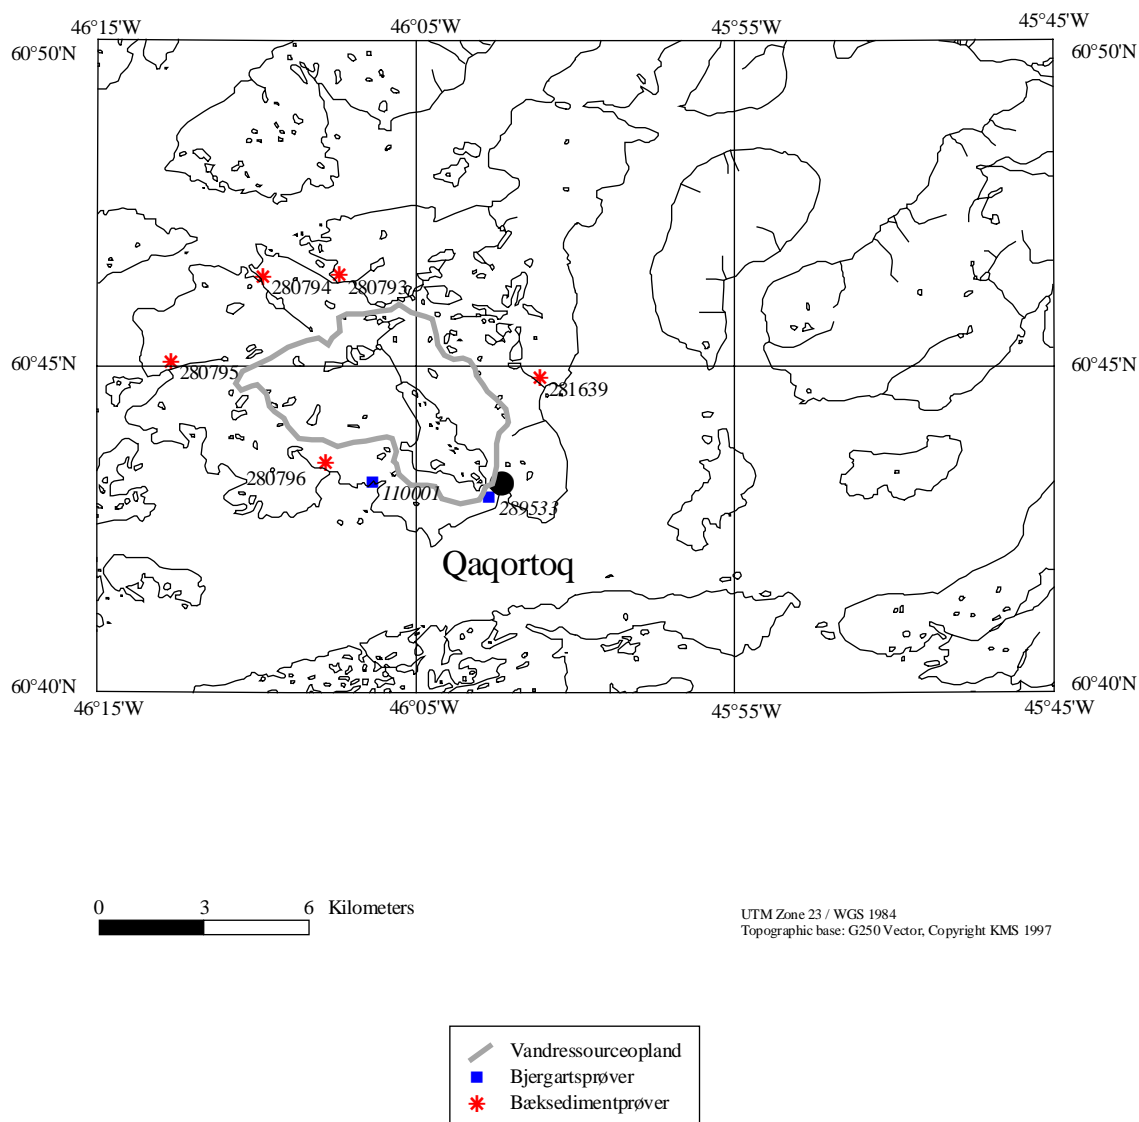 46°15'W
46°05'W
45°55'W
45°45'W
60°50'N
60°50'N
280794
280793
60°45'N
60°45'N
280795
281639
280796
110001
289533
Qaqortoq
60°40'N
60°40'N
46°15'W
46°05'W
45°55'W
45°45'W
0 3 6 Kilometers
UTM Zone 23 / WGS 1984
Topographic base: G250 Vector, Copyright KMS 1997
Vandressourceopland
Bjergartsprøver
Bæksedimentprøver